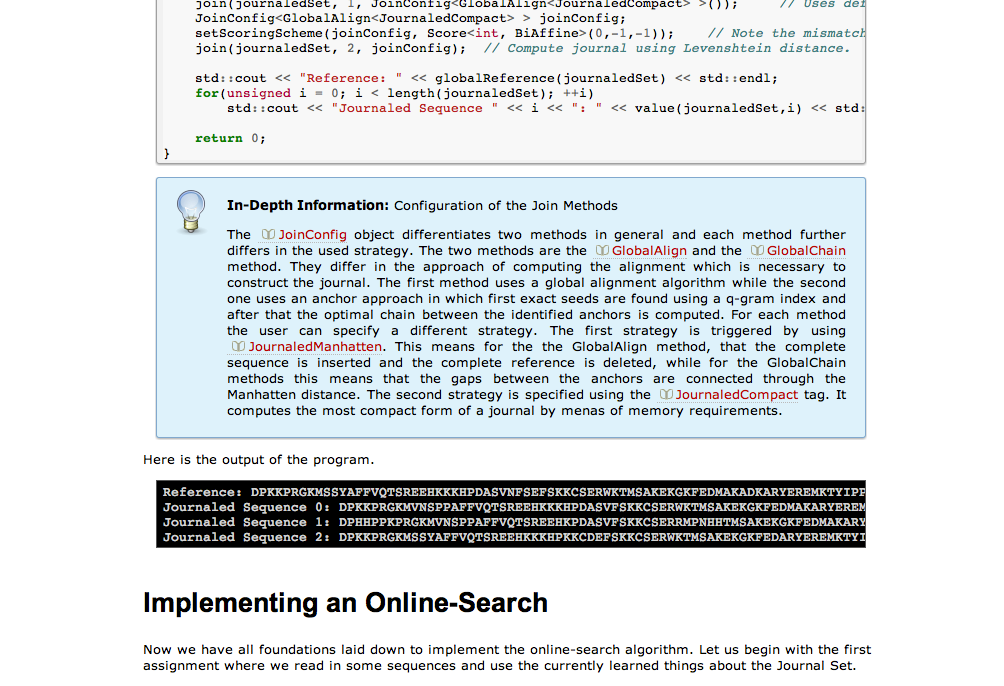 join(journaledSet, 1, JoinConfig<GlobalAlign<JournaledCompact> >());     // Uses def
JoinConfig<GlobalAlign<JournaledCompact> > joinConfig;
setScoringScheme(joinConfig, Score<int, BiAffine>(0,-1,-1));    // Note the mismatch
join(journaledSet, 2, joinConfig);  // Compute journal using Levenshtein distance.
std::cout << "Reference: " << globalReference(journaledSet) << std::endl;
for(unsigned i = 0; i < length(journaledSet); ++i)
std::cout << "Journaled Sequence " << i << ": " << value(journaledSet,i) << std:
return 0;
}
In-Depth Information: Configuration of the Join Methods
The JoinConfig object differentiates two methods in general and each method further
differs in the used strategy. The two methods are the GlobalAlign and the GlobalChain
method. They differ in the approach of computing the alignment which is necessary to
construct the journal. The first method uses a global alignment algorithm while the second
one uses an anchor approach in which first exact seeds are found using a q-gram index and
after that the optimal chain between the identified anchors is computed. For each method
the user can specify a different strategy. The first strategy is triggered by using
JournaledManhatten. This means for the the GlobalAlign method, that the complete
sequence is inserted and the complete reference is deleted, while for the GlobalChain
methods this means that the gaps between the anchors are connected through the
Manhatten distance. The second strategy is specified using the JournaledCompact tag. It
computes the most compact form of a journal by menas of memory requirements.
Here is the output of the program.
Reference: DPKKPRGKMSSYAFFVQTSREEHKKKHPDASVNFSEFSKKCSERWKTMSAKEKGKFEDMAKADKARYEREMKTYIPP
Journaled Sequence 0: DPKKPRGKMVNSPPAFFVQTSREEHKKKHPDASVFSKKCSERWKTMSAKEKGKFEDMAKARYEREM
Journaled Sequence 1: DPHHPPKPRGKMVNSPPAFFVQTSREEHKPDASVFSKKCSERRMPNHHTMSAKEKGKFEDMAKARY
Journaled Sequence 2: DPKKPRGKMSSYAFFVQTSREEHKKKHPKKCDEFSKKCSERWKTMSAKEKGKFEDARYEREMKTYI
Implementing an Online-Search
Now we have all foundations laid down to implement the online-search algorithm. Let us begin with the first
assignment where we read in some sequences and use the currently learned things about the Journal Set.